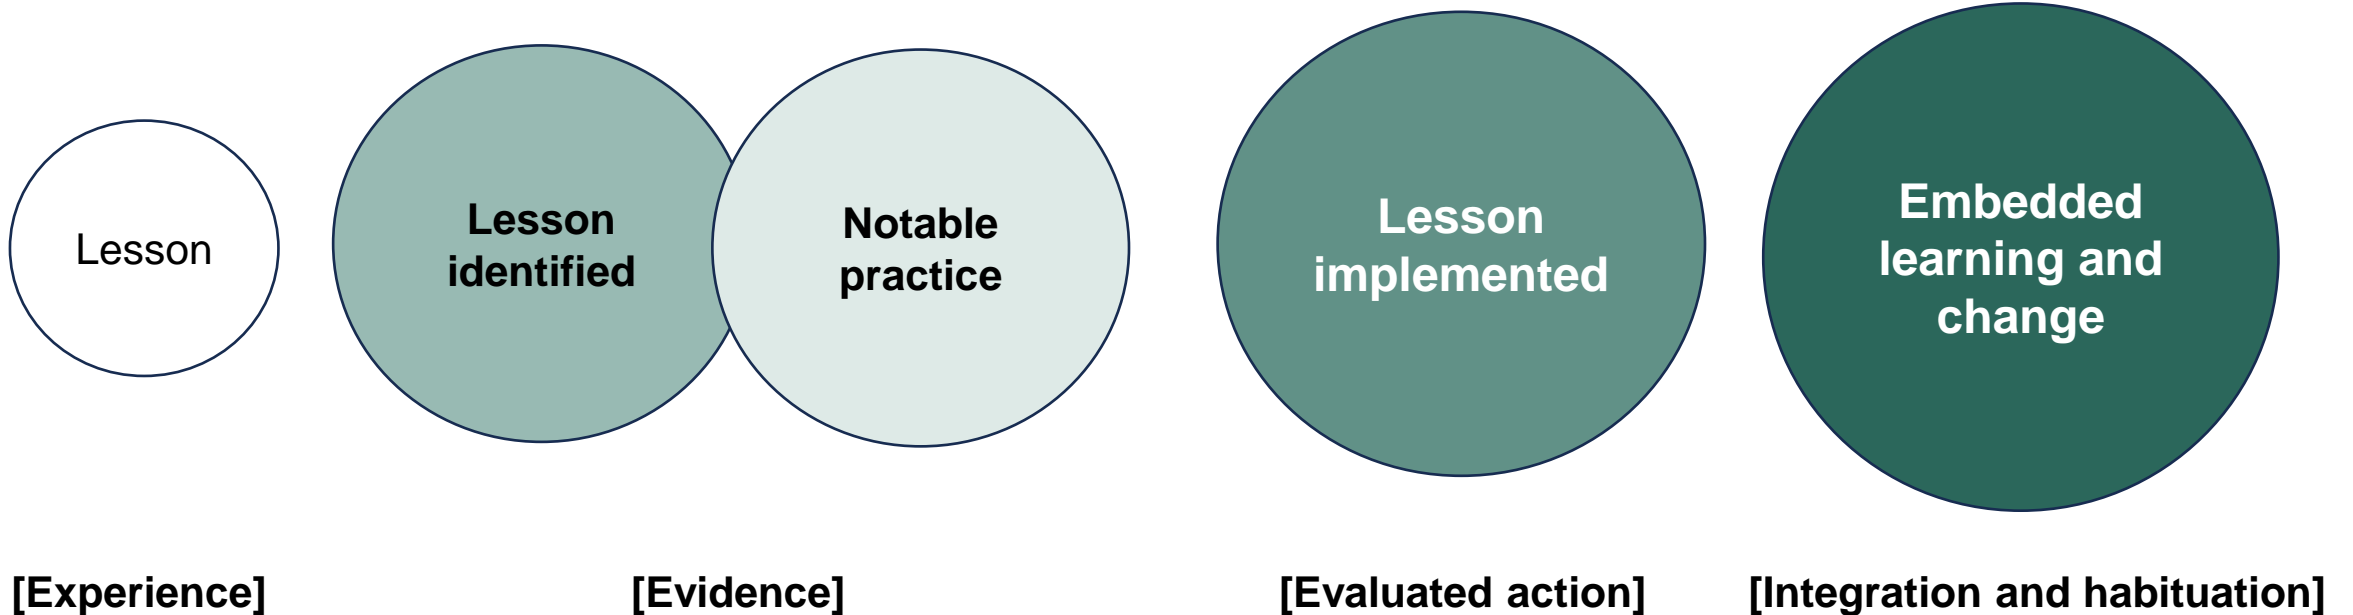 Lesson
Lesson
identified
Notable
practice
Lesson
implemented
Embedded
learning and
change
[Experience]
[Evidence]
[Evaluated action]
[Integration and habituation]